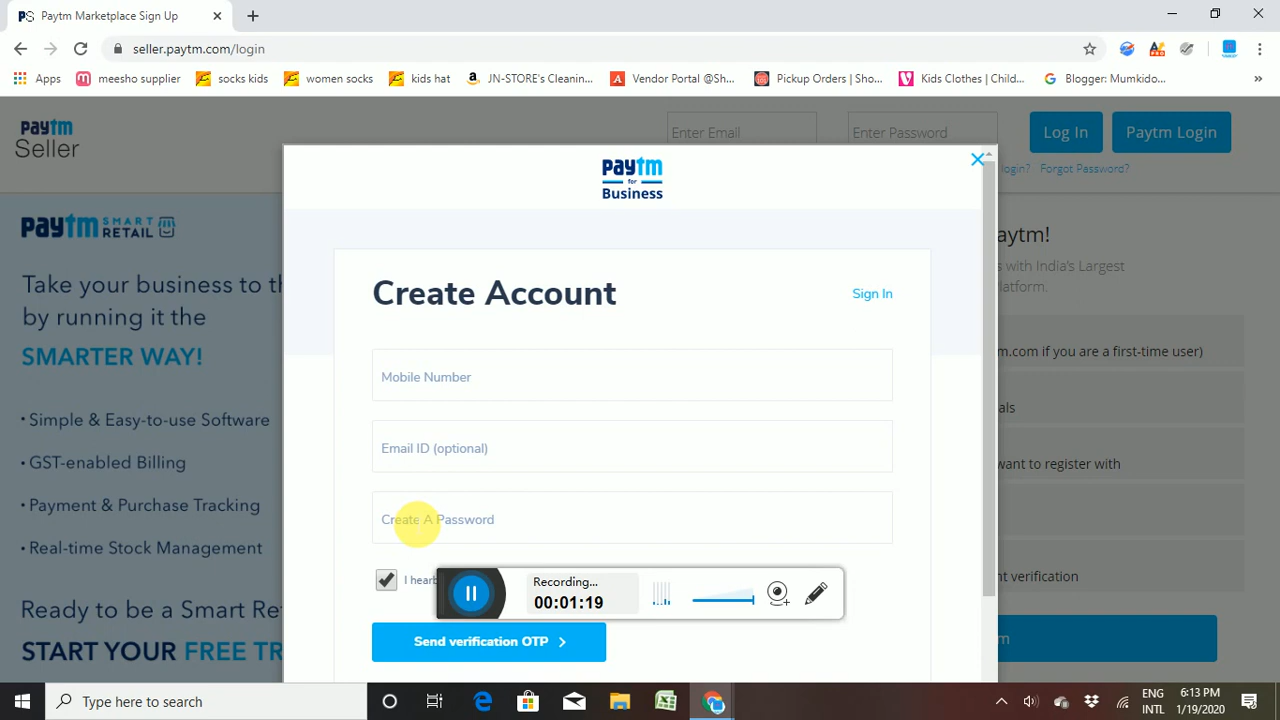 Paytm Marketplace Sign Up
seller.paytm.com/login
Apps
meesho supplier
socks kids
women socks
kids hat
JN-STORE's Cleanin...
Vendor Portal @Sh...
Pickup Orders | Sho...
Kids Clothes | Child...
Blogger: Mumkido...
»
paytm
Seller
Enter Email
Enter Password
Log In
Paytm Login
login?
Forgot Password?
paytm
for
Business
paytm SMART RETAIL
Take your business to th
by running it the
SMARTER WAY!
• Simple & Easy-to-use Software
• GST-enabled Billing
• Payment & Purchase Tracking
• Real-time Stock Management
Ready to be a Smart Ret
START YOUR FREE TR
Create Account
Sign In
Mobile Number
Email ID (optional)
Create A Password
I hearb
Recording...
00:01:19
Send verification OTP
aytm!
s with India's Largest
latform.
m.com if you are a first-time user)
als
want to register with
nt verification
m
Type here to search
ENG
INTL
6:13 PM
1/19/2020